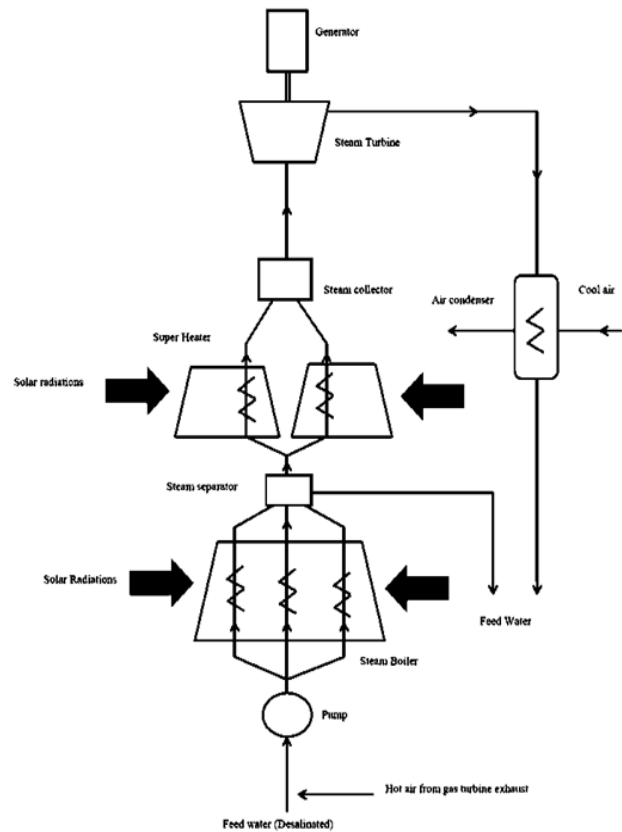 Generator
Steam Turbine
Steam collector
Air condenser
Cool air
Super Heater
Solar radiations
Steam separator
Solar Radiations
Feed Water
Steam Boiler
Pump
Hot air from gas turbine exhaust
Feed water (Desalinated)